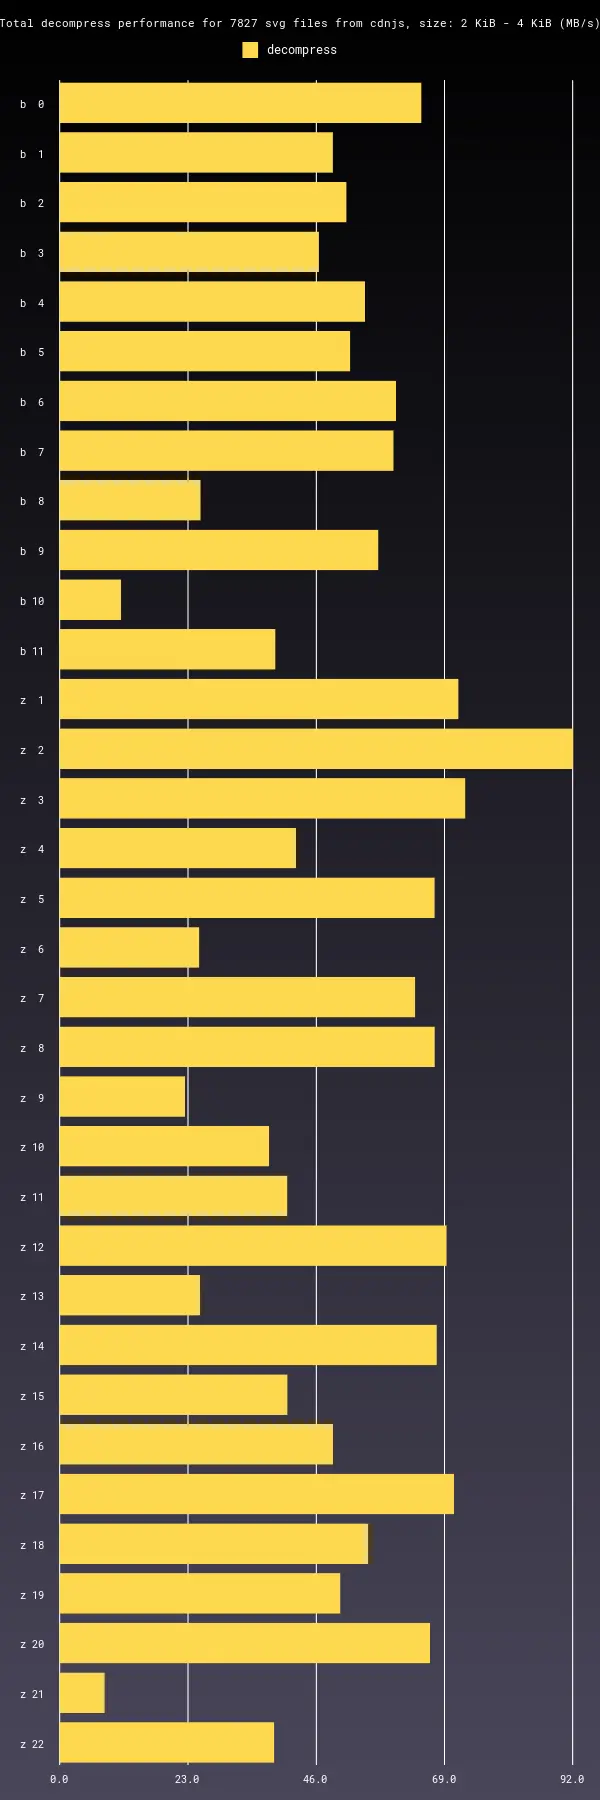 Total decompress performance for 7827 svg files from cdnjs, size: 2 KiB - 4 KiB (MB/s)
decompress
b 0
b 1
b 2
b 3
b 4
b 5
b 6
b 7
b 8
b 9
b 10
b 11
z 1
z 2
z 3
z 4
z 5
z 6
z 7
z 8
z 9
z 10
z 11
z 12
z 13
z 14
z 15
z 16
z 17
z 18
z 19
z 20
z 21
z 22
0.0 23.0 46.0 69.0 92.0